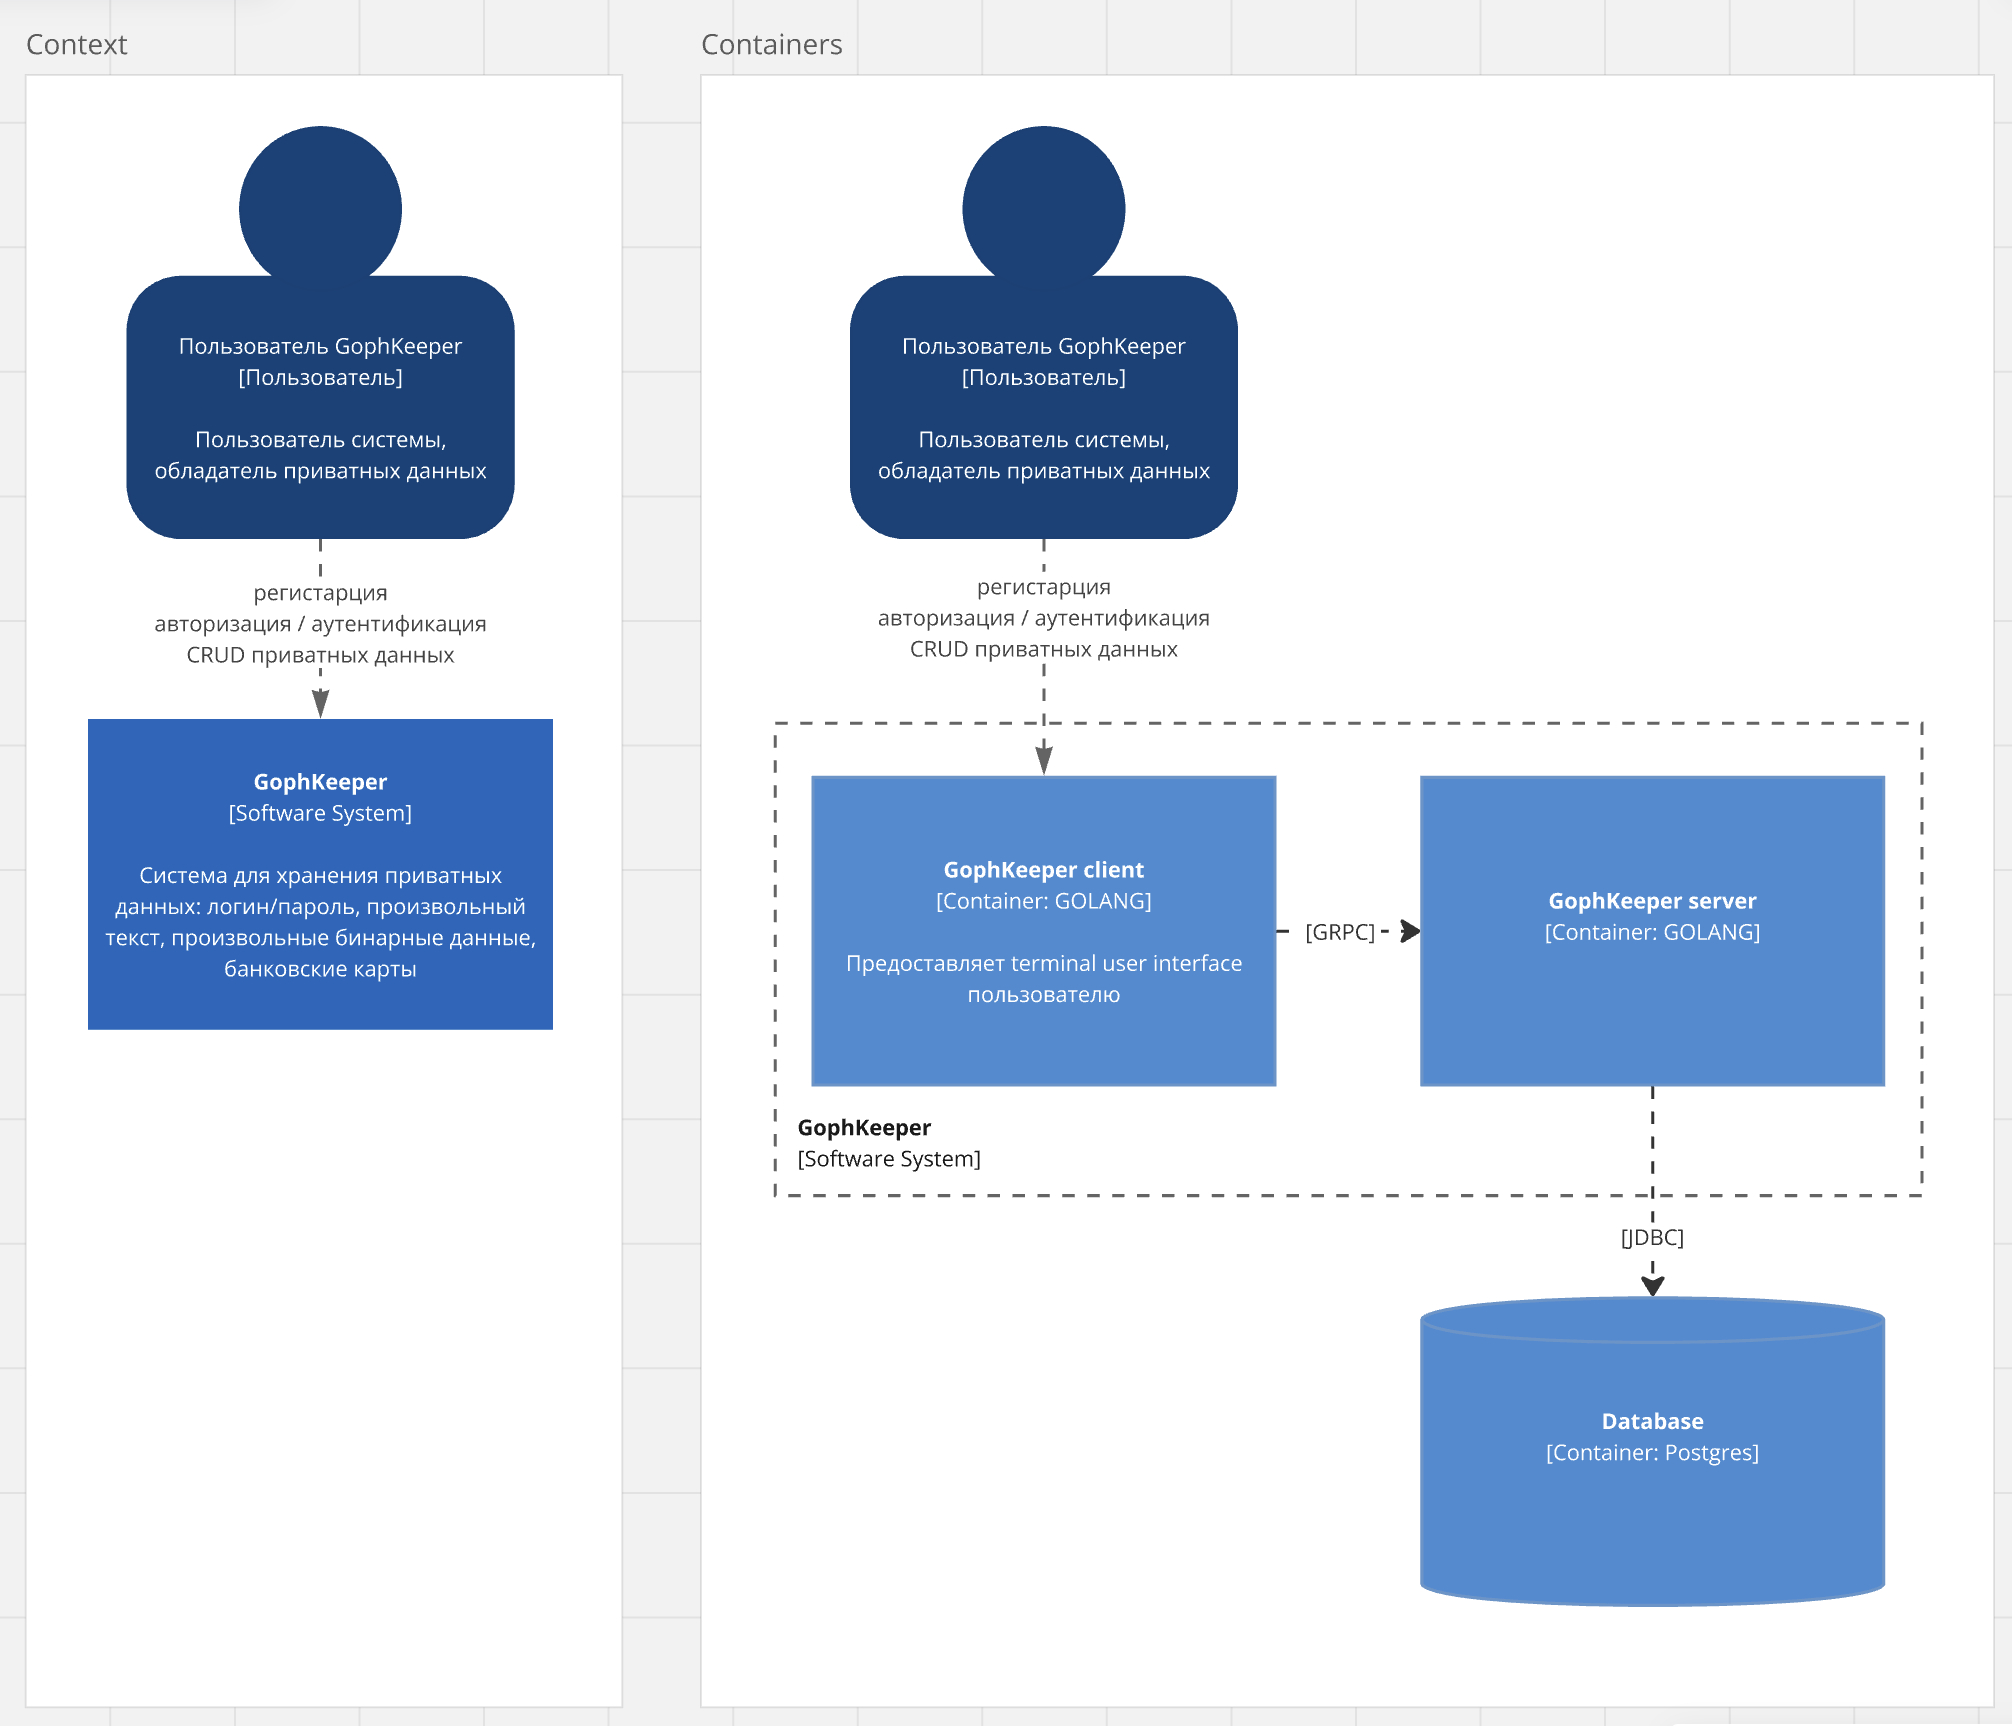 Context
Пользователь GophKeeper
[Пользователь]
Пользователь системы,
обладатель приватных данных
регистарция
авторизация / аутентификация
CRUD приватных данных
GophKeeper
[Software System]
Система для хранения приватных
данных: логин/пароль, произвольный
текст, произвольные бинарные данные,
банковские карты
Containers
Пользователь GophKeeper
[Пользователь]
Пользователь системы,
обладатель приватных данных
регистарция
авторизация / аутентификация
CRUD приватных данных
GophKeeper client
[Container: GOLANG]
Предоставляет terminal user interface
пользователю
[GRPC]
GophKeeper server
[Container: GOLANG]
GophKeeper
[Software System]
[JDBC]
Database
[Container: Postgres]